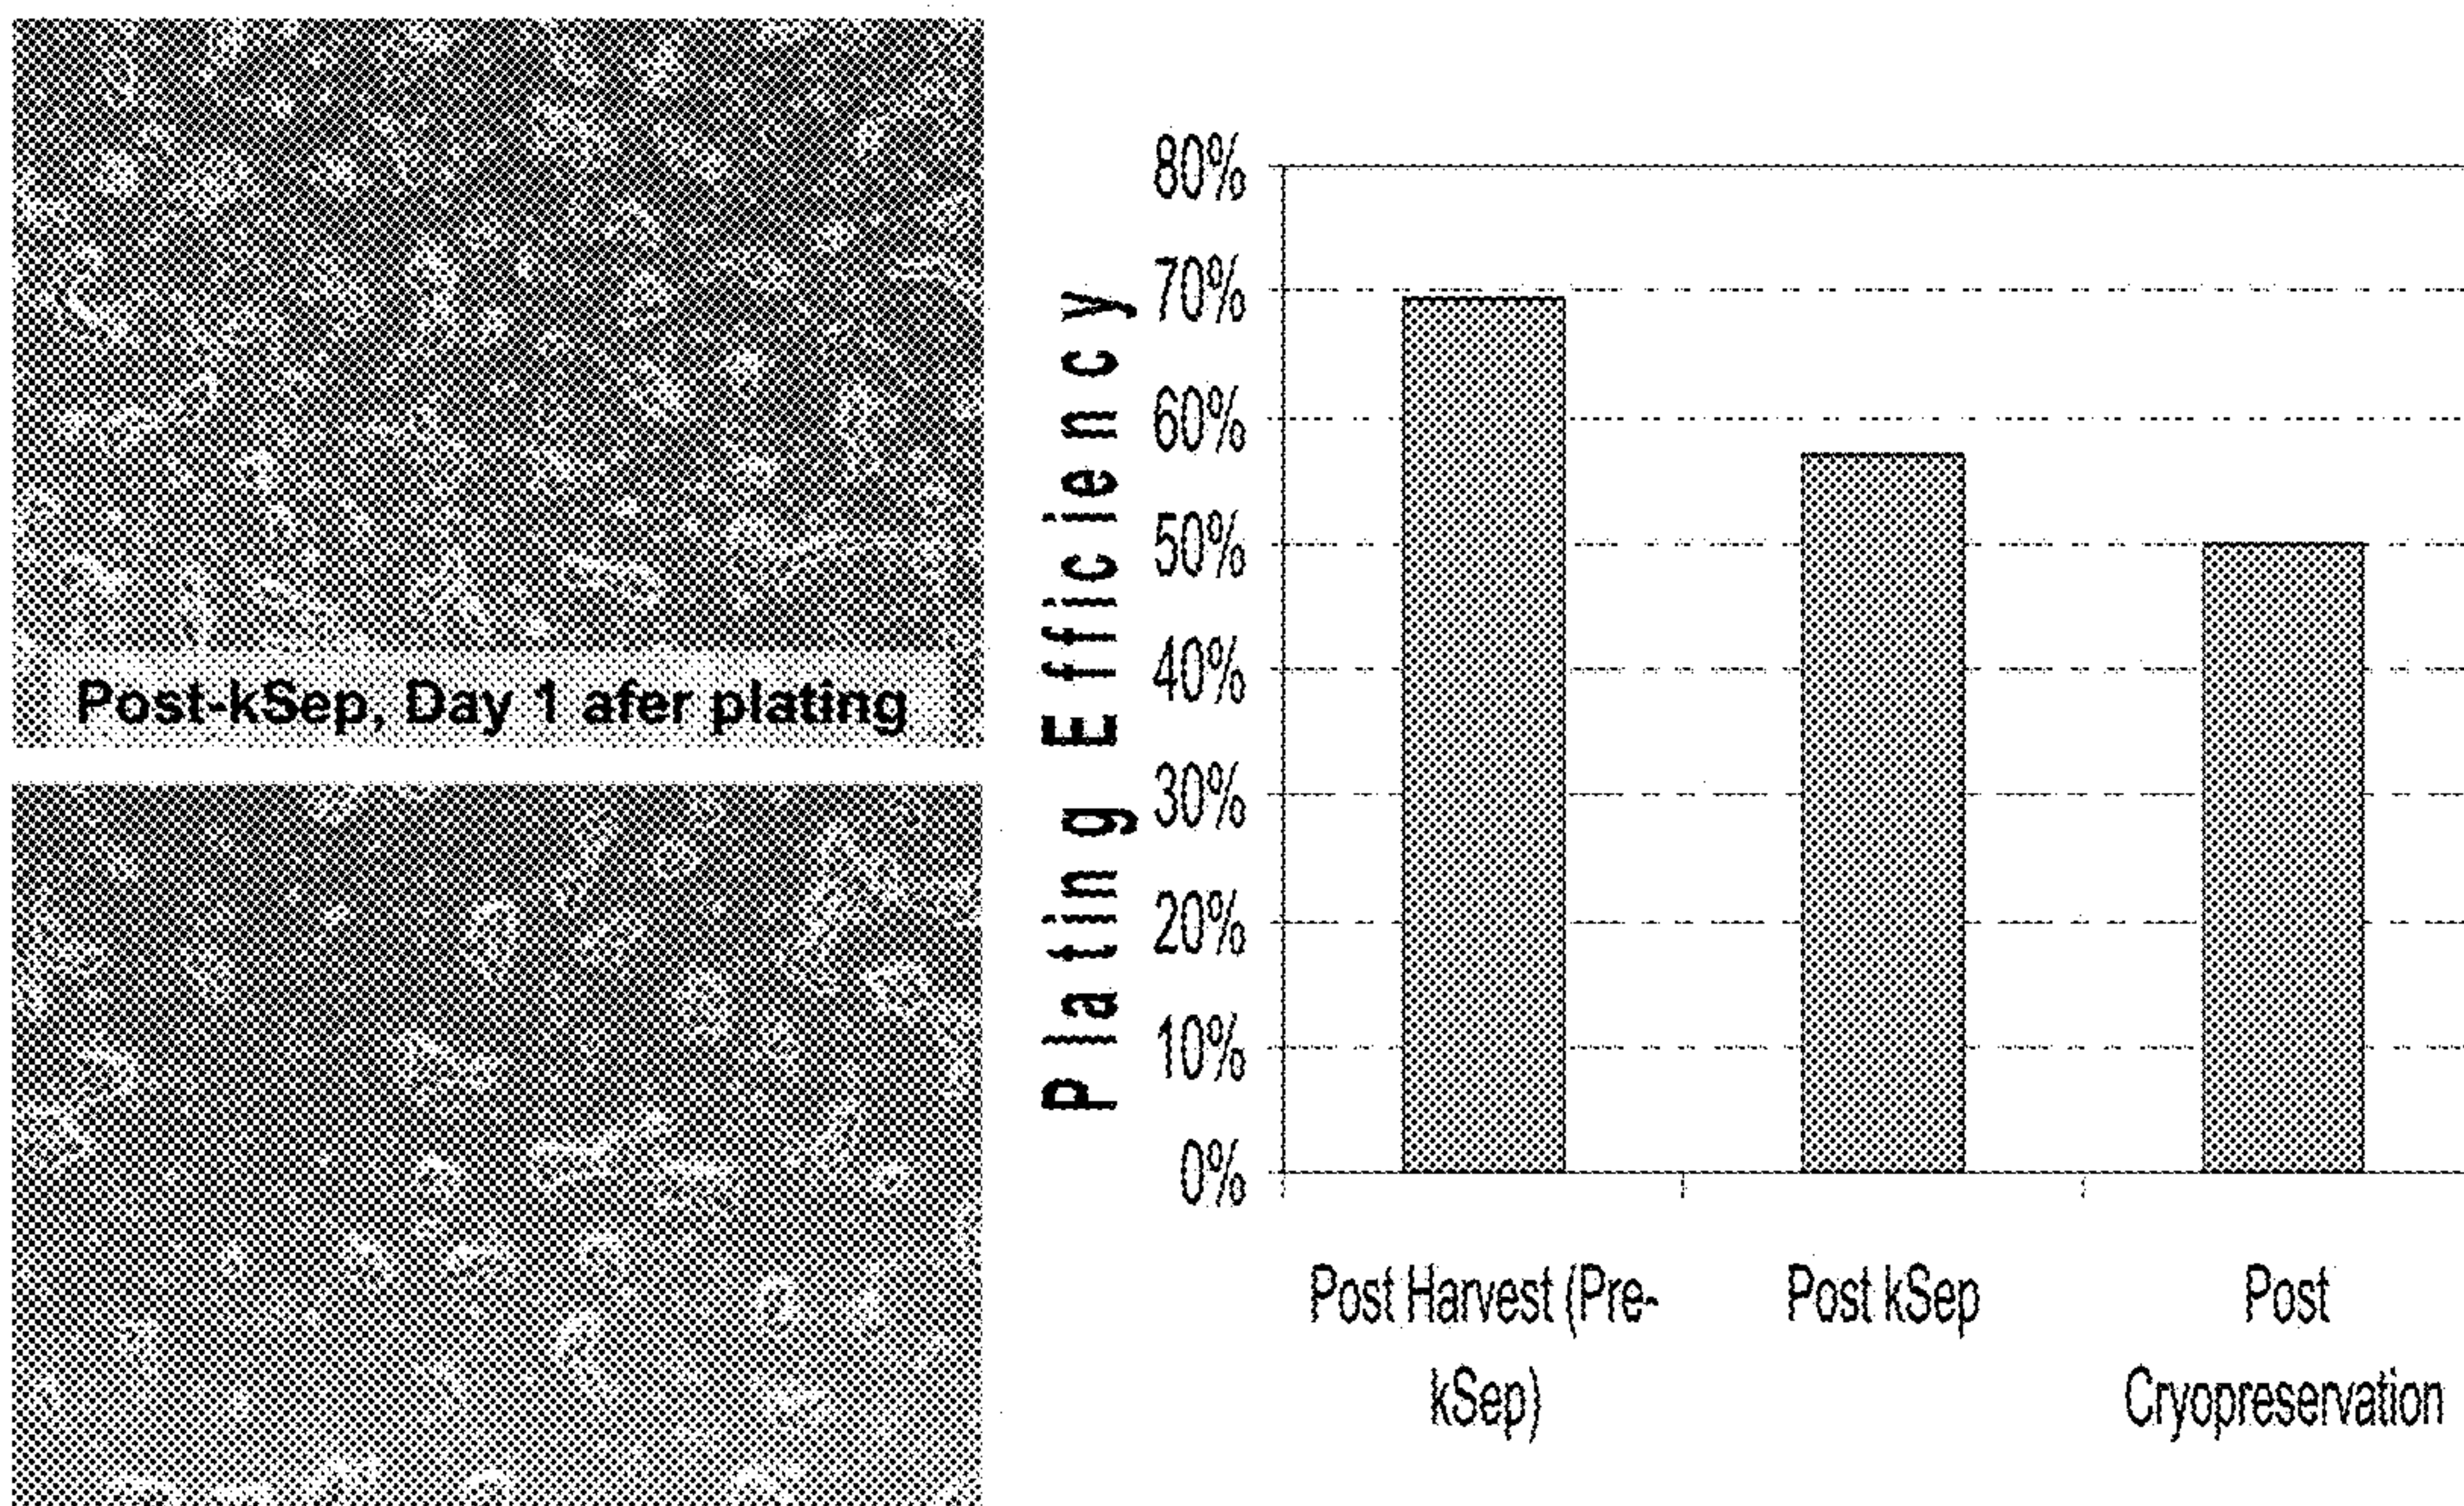 Post-kSep, Day 1 afer plating
Plating Efficiency
80%
70%
60%
50%
40%
30%
20%
10%
0%
Post Harvest (Pre-
kSep)
Post kSep
Post
Cryopreservation